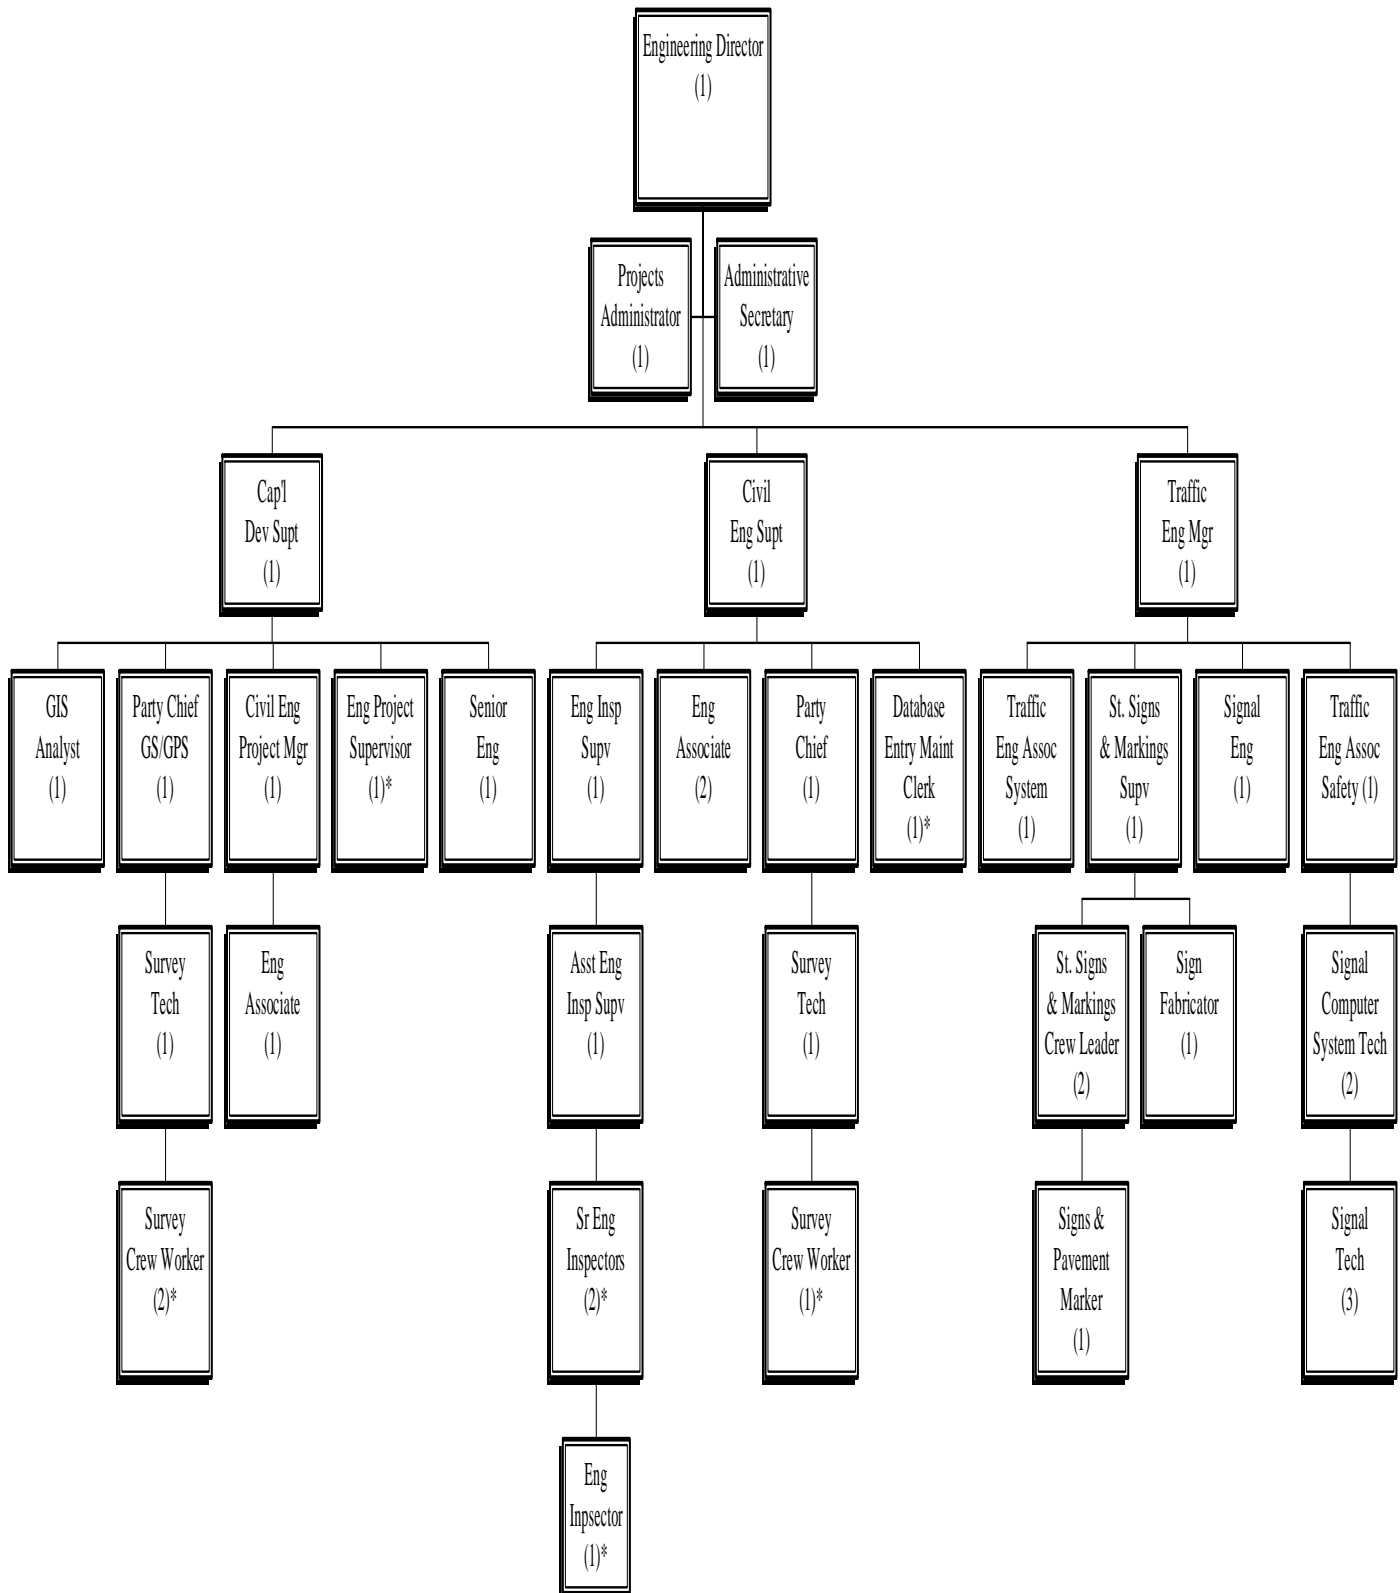 Engineering Director
(1)
Projects
Administrator
(1)
Administrative
Secretary
(1)
Cap'l
Dev Supt
(1)
Civil
Eng Supt
(1)
Traffic
Eng Mgr
(1)
GIS
Analyst
(1)
Party Chief
GS/GPS
(1)
Civil Eng
Project Mgr
(1)
Eng Project
Supervisor
(1)*
Senior
Eng
(1)
Eng Insp
Supv
(1)
Eng
Associate
(2)
Party
Chief
(1)
Database
Entry Maint
Clerk
(1)*
Traffic
Eng Assoc
System
(1)
St. Signs
& Markings
Supv
(1)
Signal
Eng
(1)
Traffic
Eng Assoc
Safety (1)
Survey
Tech
(1)
Eng
Associate
(1)
Asst Eng
Insp Supv
(1)
Survey
Tech
(1)
St. Signs
& Markings
Crew Leader
(2)
Sign
Fabricator
(1)
Signal
Computer
System Tech
(2)
Survey
Crew Worker
(2)*
Sr Eng
Inspectors
(2)*
Survey
Crew Worker
(1)*
Signs &
Pavement
Marker
(1)
Signal
Tech
(3)
Eng
Inpsector
(1)*